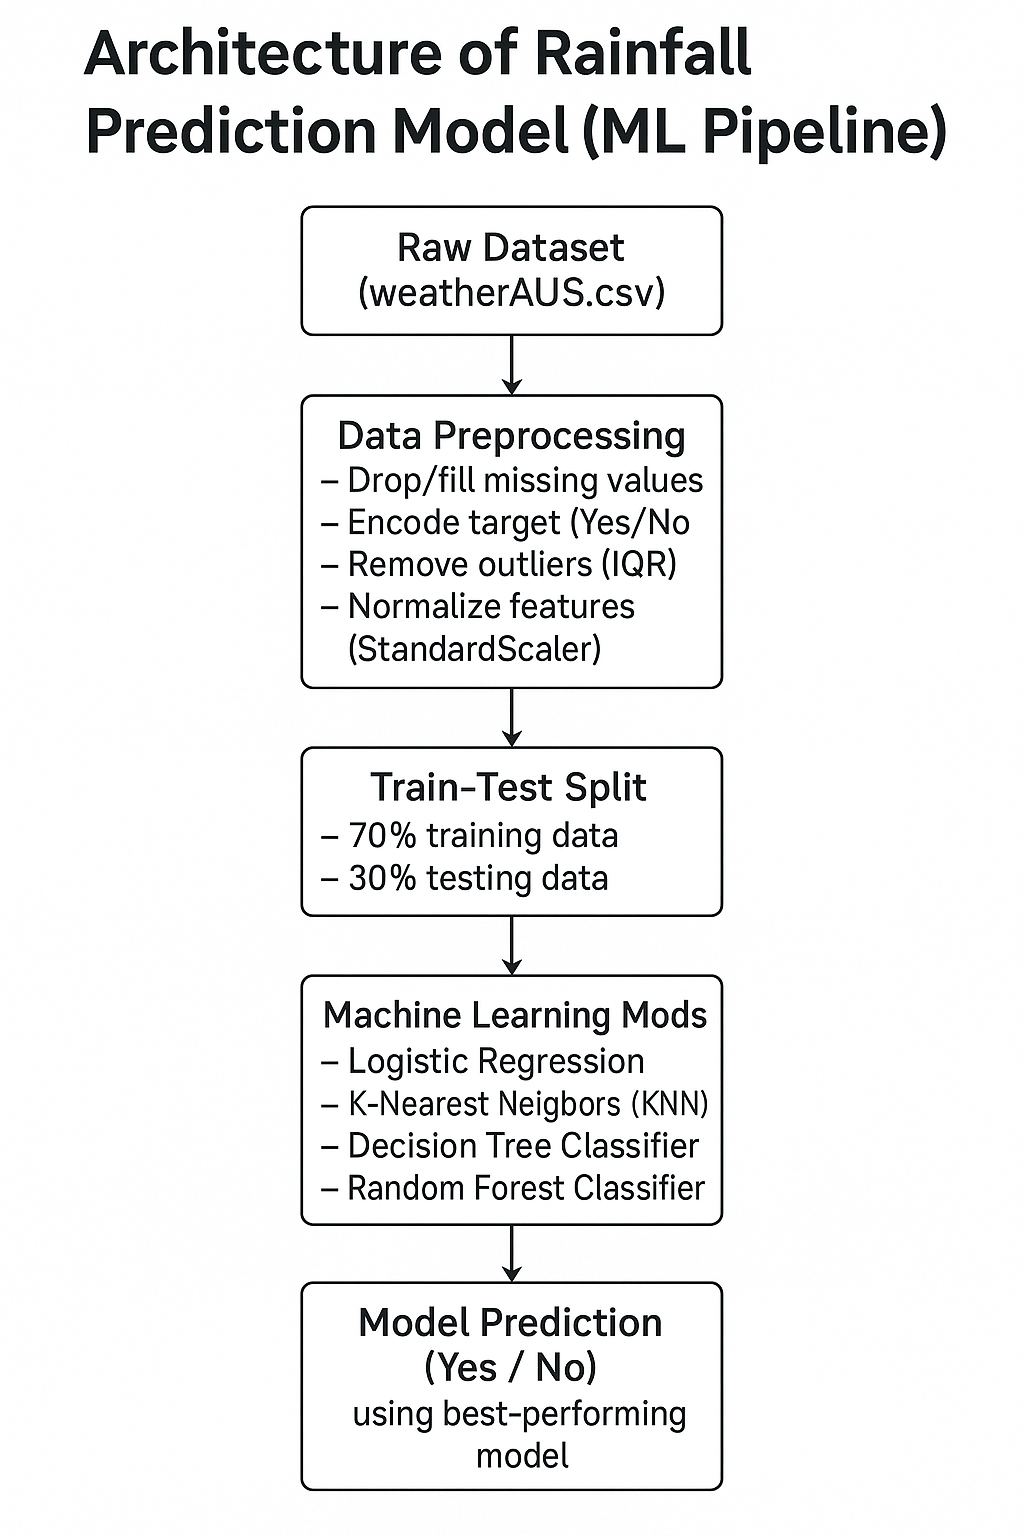 Architecture of Rainfall
Prediction Model (ML Pipeline)
Raw Dataset
(weatherAUS.csv)
Data Preprocessing
– Drop/fill missing values
– Encode target (Yes/No
– Remove outliers (IQR)
– Normalize features
(StandardScaler)
Train-Test Split
– 70% training data
– 30% testing data
Machine Learning Mods
– Logistic Regression
– K-Nearest Neigbors (KNN)
– Decision Tree Classifier
– Random Forest Classifier
Model Prediction
(Yes / No)
using best-performing
model